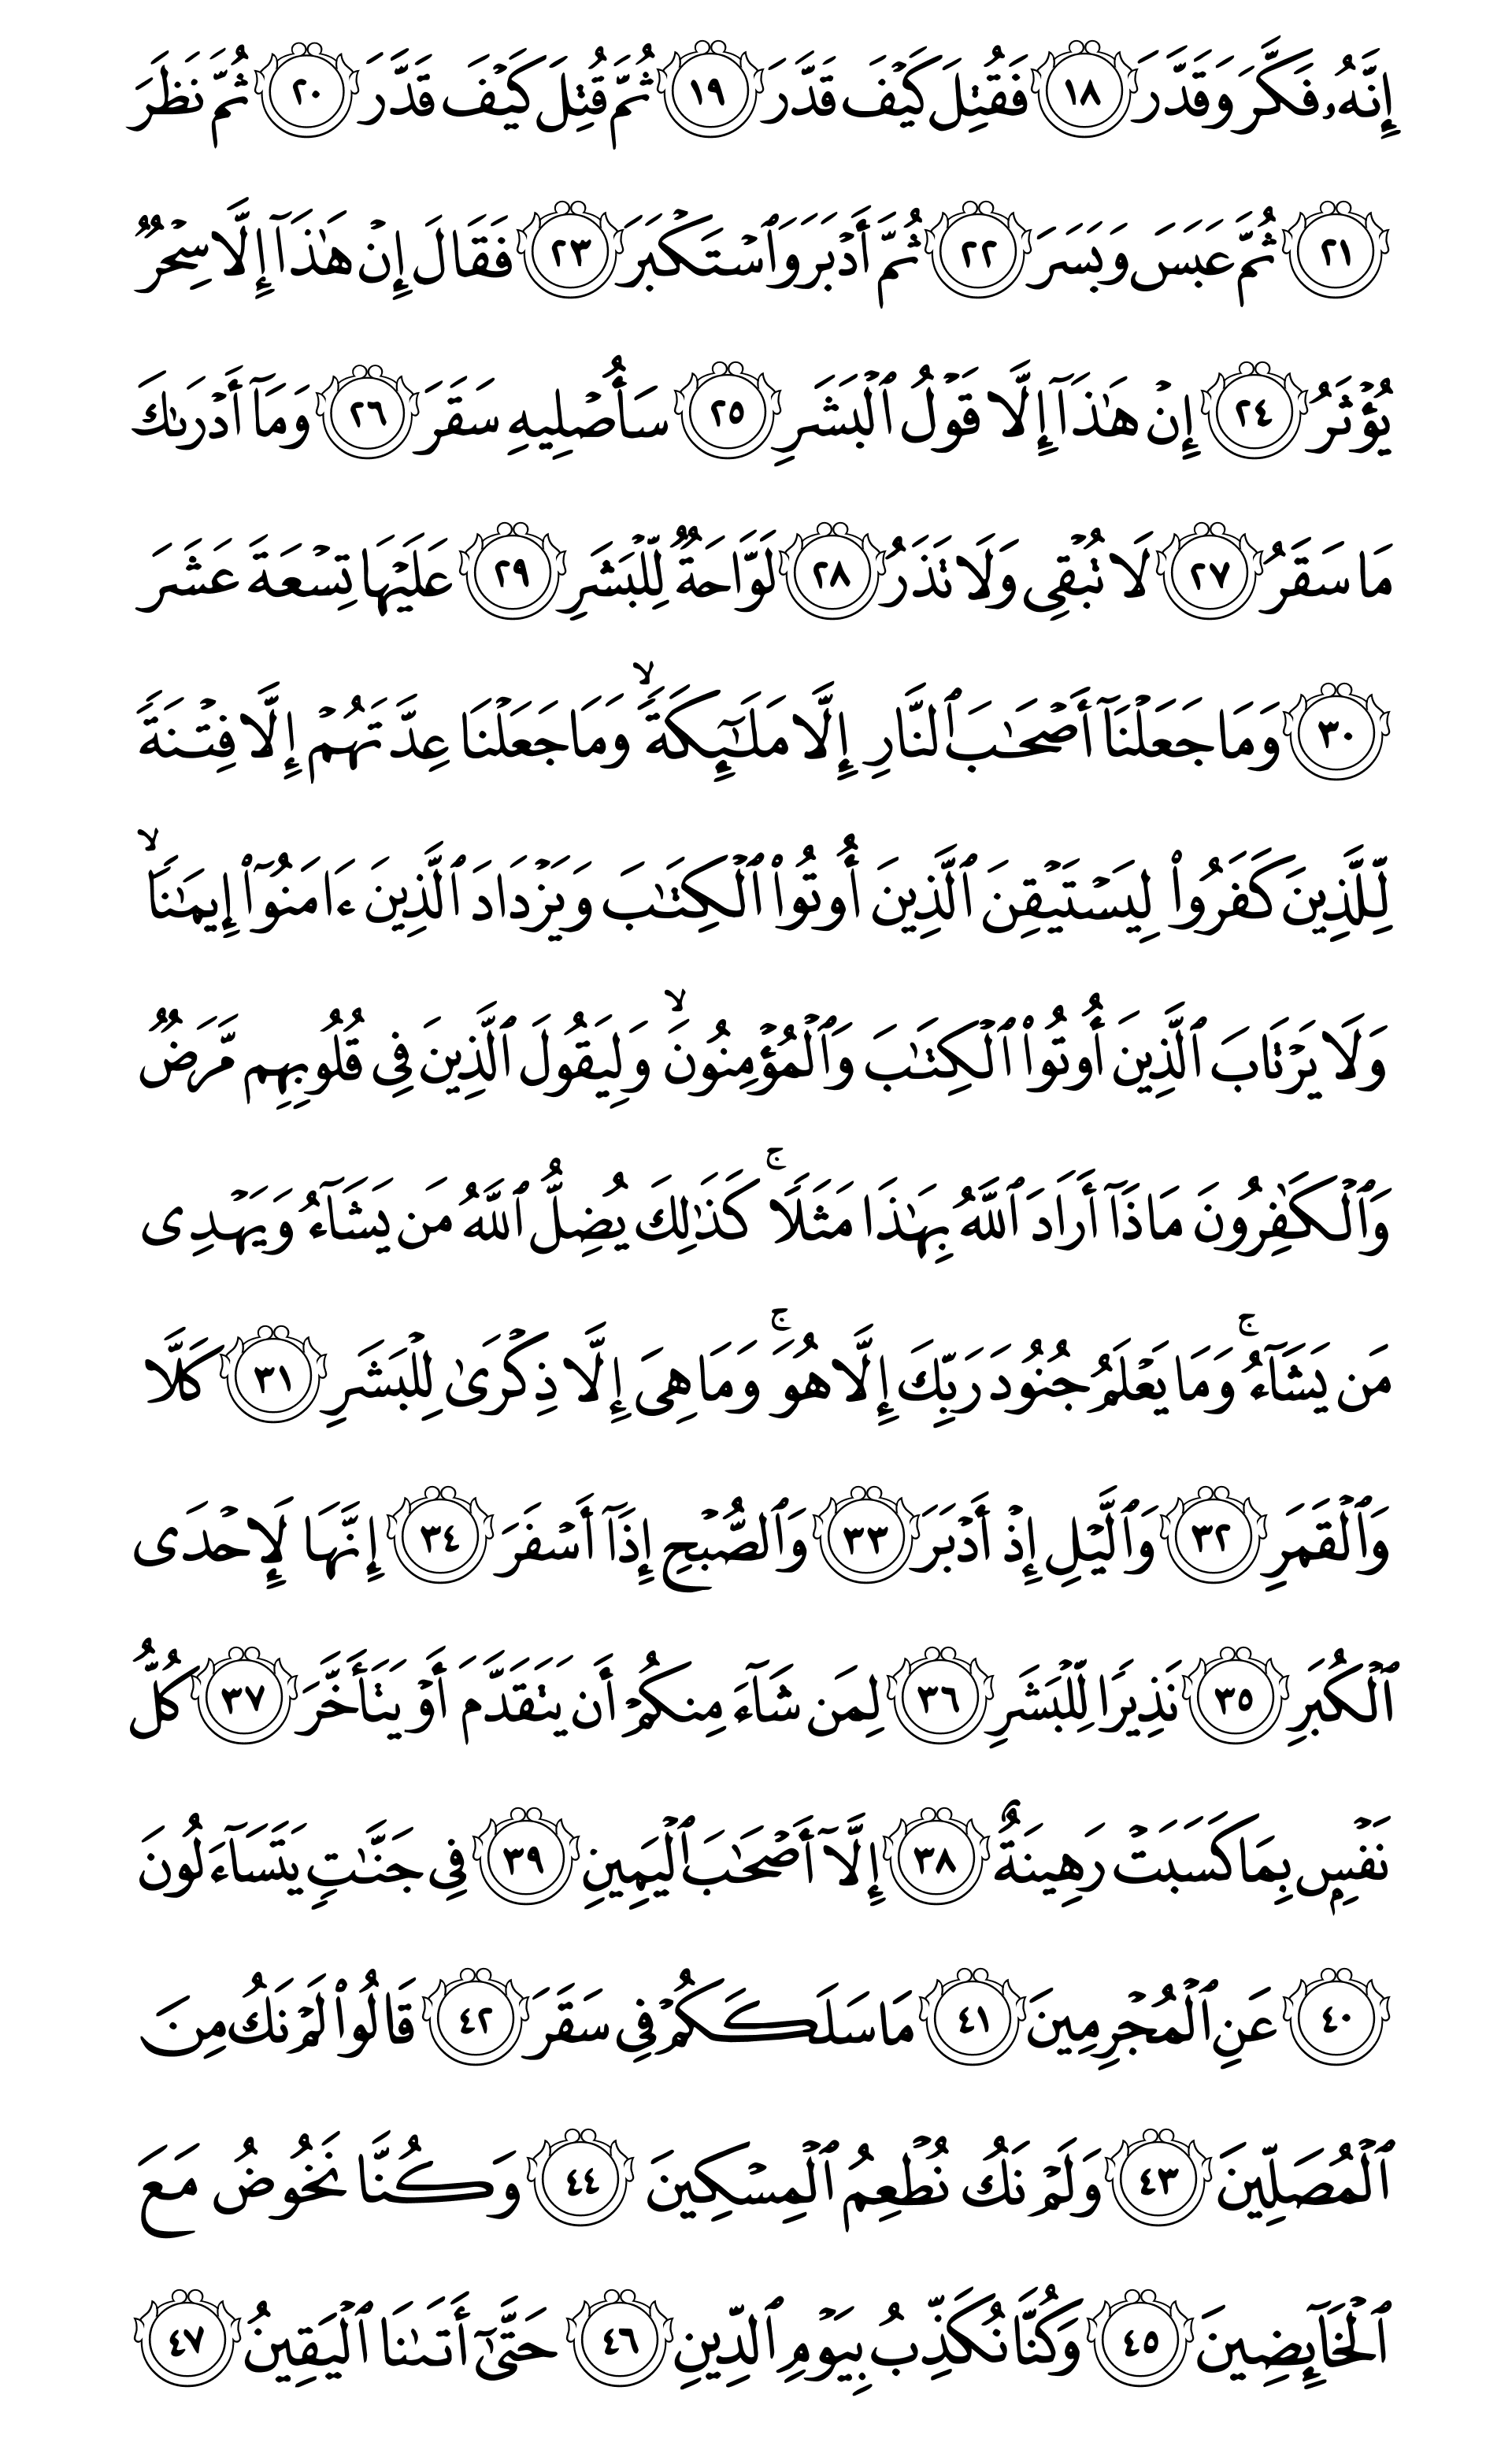 إِنَّهُۥ فَكَّرَ وَقَدَّرَ ١٨ فَقُتِلَ كَيْفَ قَدَّرَ ١٩ ثُمَّ قُتِلَ كَيْفَ قَدَّرَ ٢٠ ثُمَّ نَظَرَ
٢١ ثُمَّ عَبَسَ وَبَسَرَ ٢٢ ثُمَّ أَدْبَرَ وَٱسْتَكْبَرَ ٢٣ فَقَالَ إِنْ هَٰذَآ إِلَّا سِحْرٌ
يُؤْثَرُ ٢٤ إِنْ هَٰذَآ إِلَّا قَوْلُ ٱلْبَشَرِ ٢٥ سَأُصْلِيهِ سَقَرَ ٢٦ وَمَآ أَدْرَىٰكَ
مَا سَقَرُ ٢٧ لَا تُبْقِى وَلَا تَذَرُ ٢٨ لَوَّاحَةٌ لِّلْبَشَرِ ٢٩ عَلَيْهَا تِسْعَةَ عَشَرَ
٣٠ وَمَا جَعَلْنَآ أَصْحَٰبَ ٱلنَّارِ إِلَّا مَلَٰٓئِكَةً ۙ وَمَا جَعَلْنَا عِدَّتَهُمْ إِلَّا فِتْنَةً
لِّلَّذِينَ كَفَرُوا۟ لِيَسْتَيْقِنَ ٱلَّذِينَ أُوتُوا۟ ٱلْكِتَٰبَ وَيَزْدَادَ ٱلَّذِينَ ءَامَنُوٓا۟ إِيمَٰنًا ۙ
وَلَا يَرْتَابَ ٱلَّذِينَ أُوتُوا۟ ٱلْكِتَٰبَ وَٱلْمُؤْمِنُونَ ۙ وَلِيَقُولَ ٱلَّذِينَ فِى قُلُوبِهِم مَّرَضٌ
وَٱلْكَٰفِرُونَ مَاذَآ أَرَادَ ٱللَّهُ بِهَٰذَا مَثَلًا ۚ كَذَٰلِكَ يُضِلُّ ٱللَّهُ مَن يَشَآءُ وَيَهْدِى
مَن يَشَآءُ ۚ وَمَا يَعْلَمُ جُنُودَ رَبِّكَ إِلَّا هُوَ ۚ وَمَا هِىَ إِلَّا ذِكْرَىٰ لِلْبَشَرِ ٣١ كَلَّا
وَٱلْقَمَرِ ٣٢ وَٱلَّيْلِ إِذْ أَدْبَرَ ٣٣ وَٱلصُّبْحِ إِذَآ أَسْفَرَ ٣٤ إِنَّهَا لَإِحْدَى
ٱلْكُبَرِ ٣٥ نَذِيرًا لِّلْبَشَرِ ٣٦ لِمَن شَآءَ مِنكُمْ أَن يَتَقَدَّمَ أَوْ يَتَأَخَّرَ ٣٧ كُلُّ
نَفْسٍۭ بِمَا كَسَبَتْ رَهِينَةٌ ٣٨ إِلَّآ أَصْحَٰبَ ٱلْيَمِينِ ٣٩ فِى جَنَّٰتٍ يَتَسَآءَلُونَ
٤٠ عَنِ ٱلْمُجْرِمِينَ ٤١ مَا سَلَكَكُمْ فِى سَقَرَ ٤٢ قَالُوا۟ لَمْ نَكُ مِنَ
ٱلْمُصَلِّينَ ٤٣ وَلَمْ نَكُ نُطْعِمُ ٱلْمِسْكِينَ ٤٤ وَكُنَّا نَخُوضُ مَعَ
ٱلْخَآئِضِينَ ٤٥ وَكُنَّا نُكَذِّبُ بِيَوْمِ ٱلدِّينِ ٤٦ حَتَّىٰٓ أَتَىٰنَا ٱلْيَقِينُ ٤٧